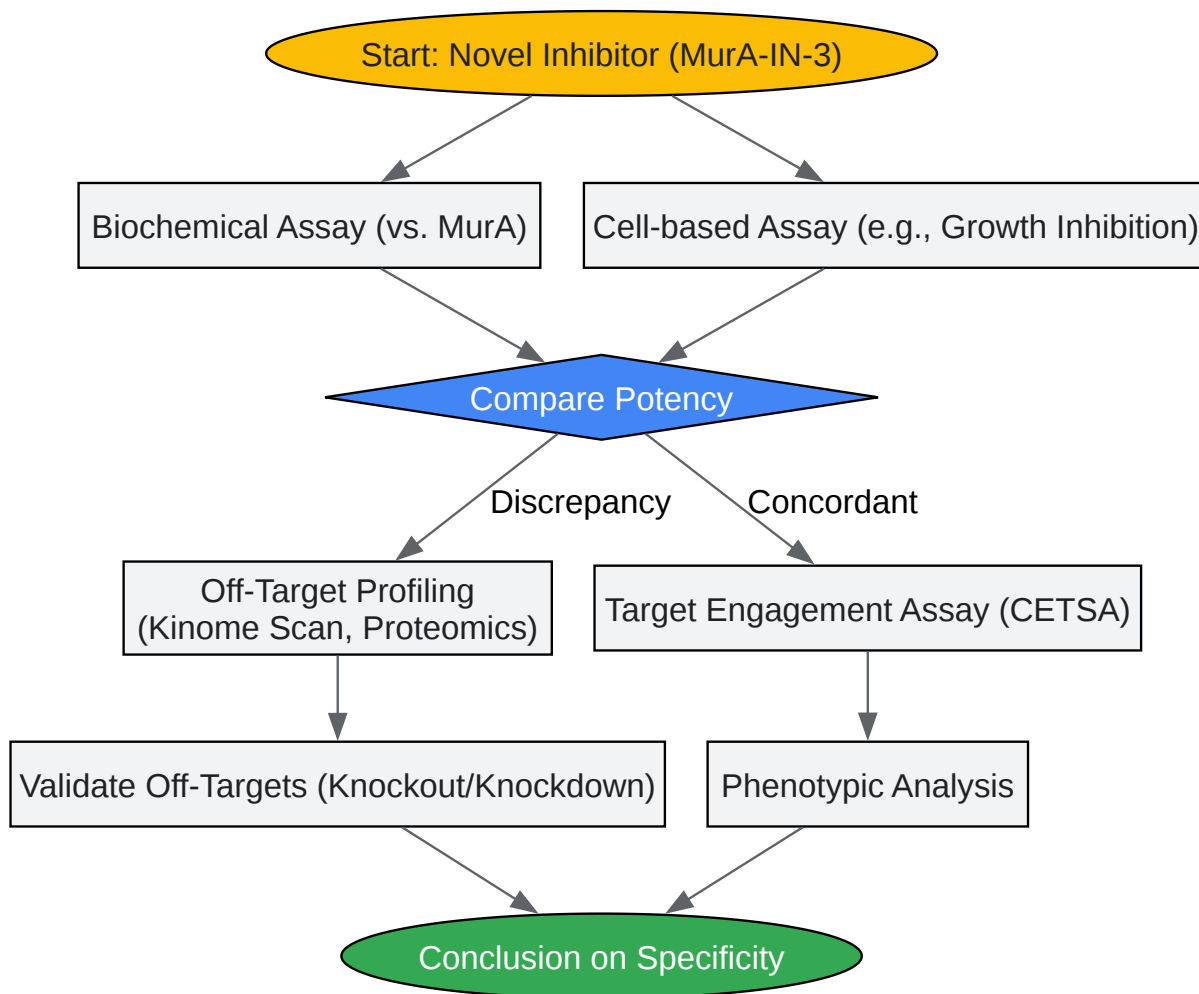 Start: Novel Inhibitor (MurA-IN-3)
Biochemical Assay (vs. MurA)
Cell-based Assay (e.g., Growth Inhibition)
Compare Potency
Discrepancy
Concordant
Off-Target Profiling
(Kinome Scan, Proteomics)
Target Engagement Assay (CETSA)
Validate Off-Targets (Knockout/Knockdown)
Phenotypic Analysis
Conclusion on Specificity